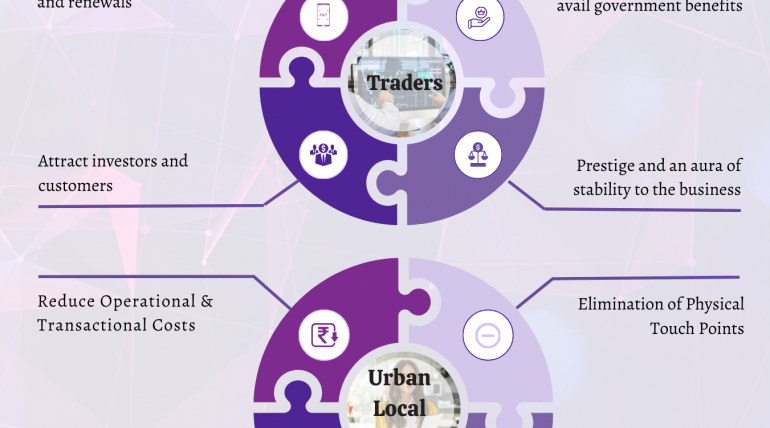 and renewals
avail government benefits
PAY
Traders
Attract investors and
customers
Prestige and an aura of
stability to the business
Reduce Operational &
Transactional Costs
Elimination of Physical
Touch Points
Urban
Local